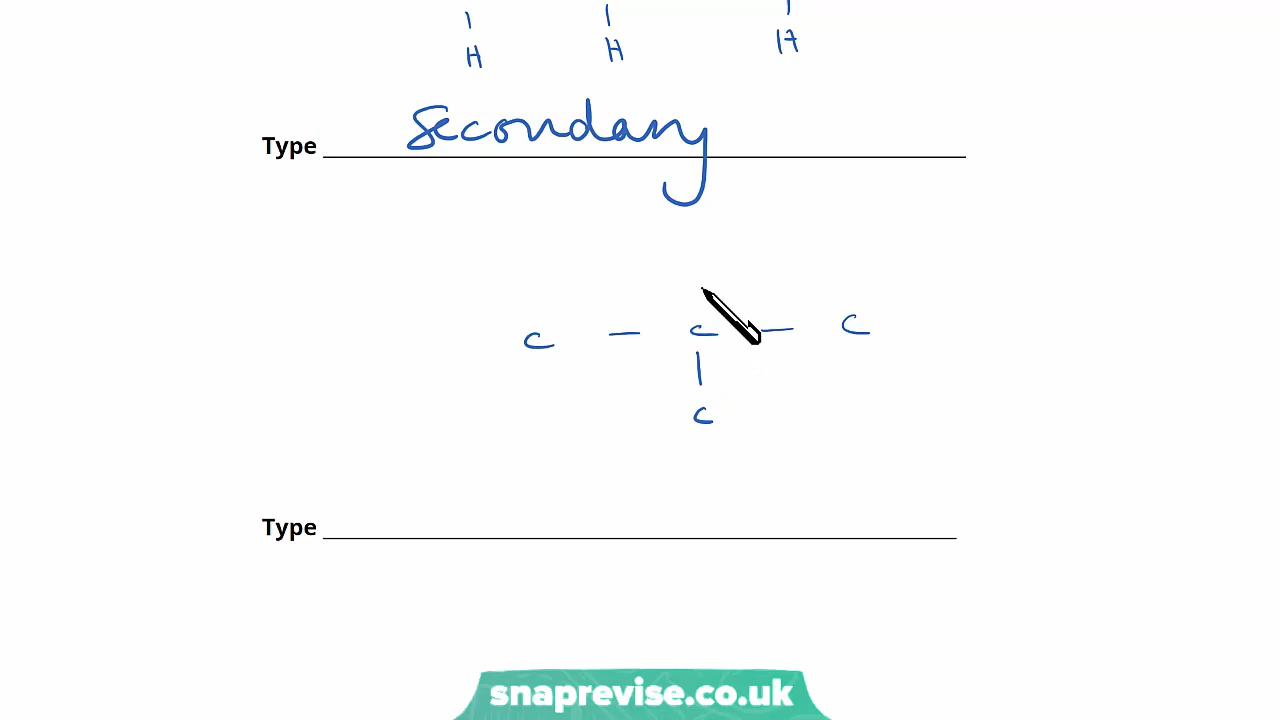 H H H
Type secondary
C — C — C
C
Type
snaprevise.co.uk